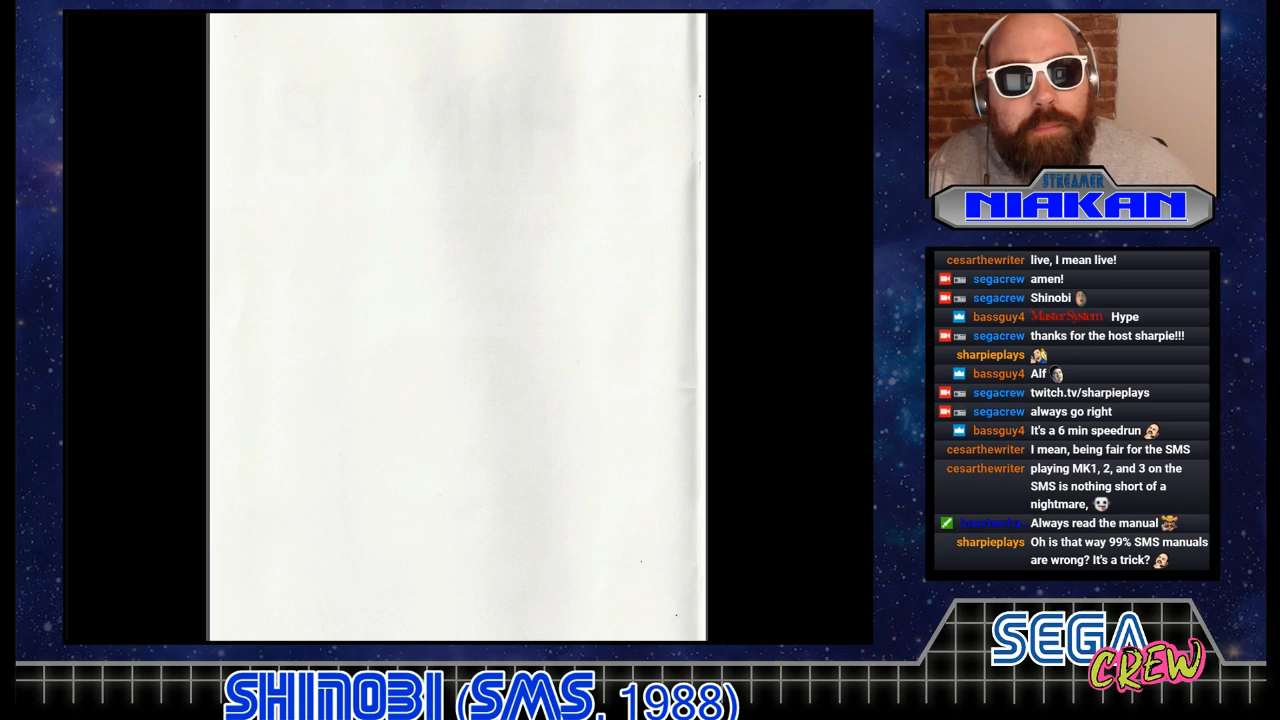 STREAMER
NIAKAN
cesarthewriter live, I mean live!
segacrew amen!
segacrew Shinobi
bassguy4 MasterSystem Hype
segacrew thanks for the host sharpie!!!
sharpieplays
bassguy4 Alf
segacrew twitch.tv/sharpieplays
segacrew always go right
bassguy4 It's a 6 min speedrun
cesarthewriter I mean, being fair for the SMS
cesarthewriter playing MK1, 2, and 3 on the
SMS is nothing short of a
nightmare,
Always read the manual
sharpieplays Oh is that way 99% SMS manuals
are wrong? It's a trick?
SEGA
CREW
SHINOBI (SMS, 1988)